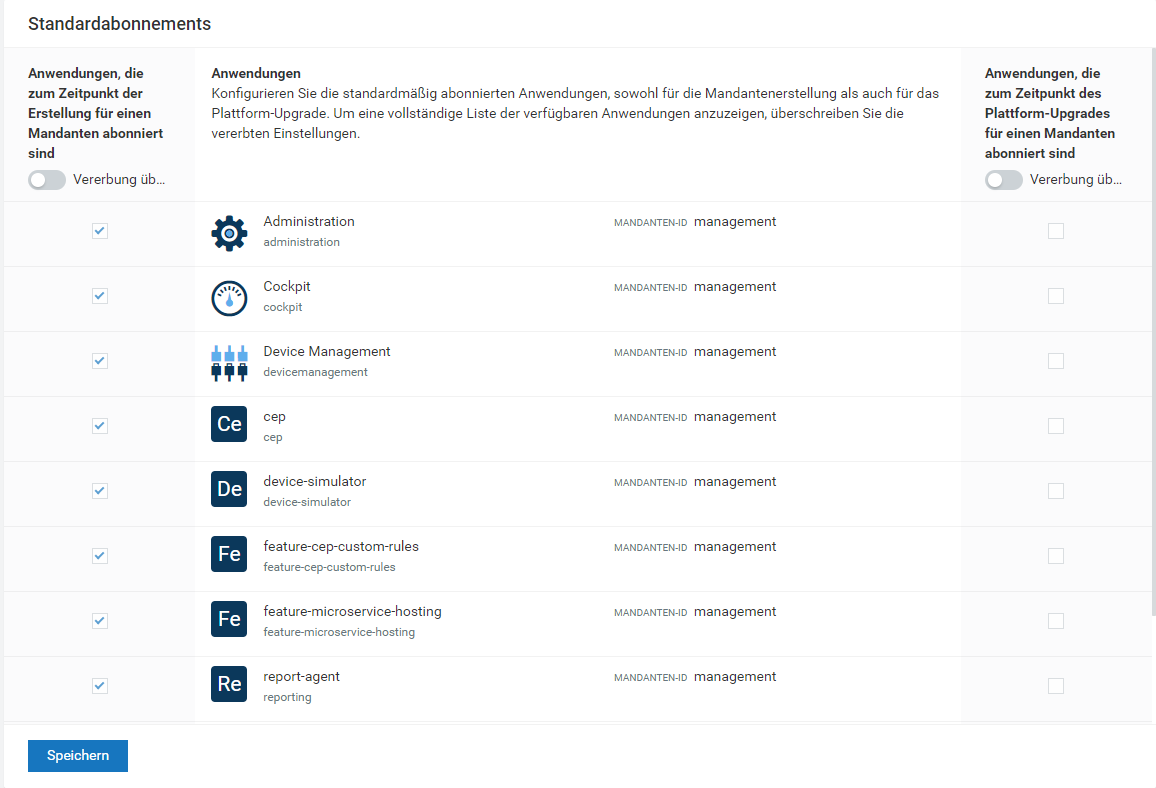 Standardabonnements
Anwendungen, die
zum Zeitpunkt der
Erstellung für einen
Mandanten abonniert
sind
Vererbung üb...
Anwendungen
Konfigurieren Sie die standardmäßig abonnierten Anwendungen, sowohl für die Mandantenerstellung als auch für das
Plattform-Upgrade. Um eine vollständige Liste der verfügbaren Anwendungen anzuzeigen, überschreiben Sie die
vererbten Einstellungen.
Anwendungen, die
zum Zeitpunkt des
Plattform-Upgrades
für einen Mandanten
abonniert sind
Vererbung üb...
Administration
administration
MANDANTEN-ID management
Cockpit
cockpit
MANDANTEN-ID management
Device Management
devicemanagement
MANDANTEN-ID management
Ce
cep
cep
MANDANTEN-ID management
De
device-simulator
device-simulator
MANDANTEN-ID management
Fe
feature-cep-custom-rules
feature-cep-custom-rules
MANDANTEN-ID management
Fe
feature-microservice-hosting
feature-microservice-hosting
MANDANTEN-ID management
Re
report-agent
reporting
MANDANTEN-ID management
Speichern